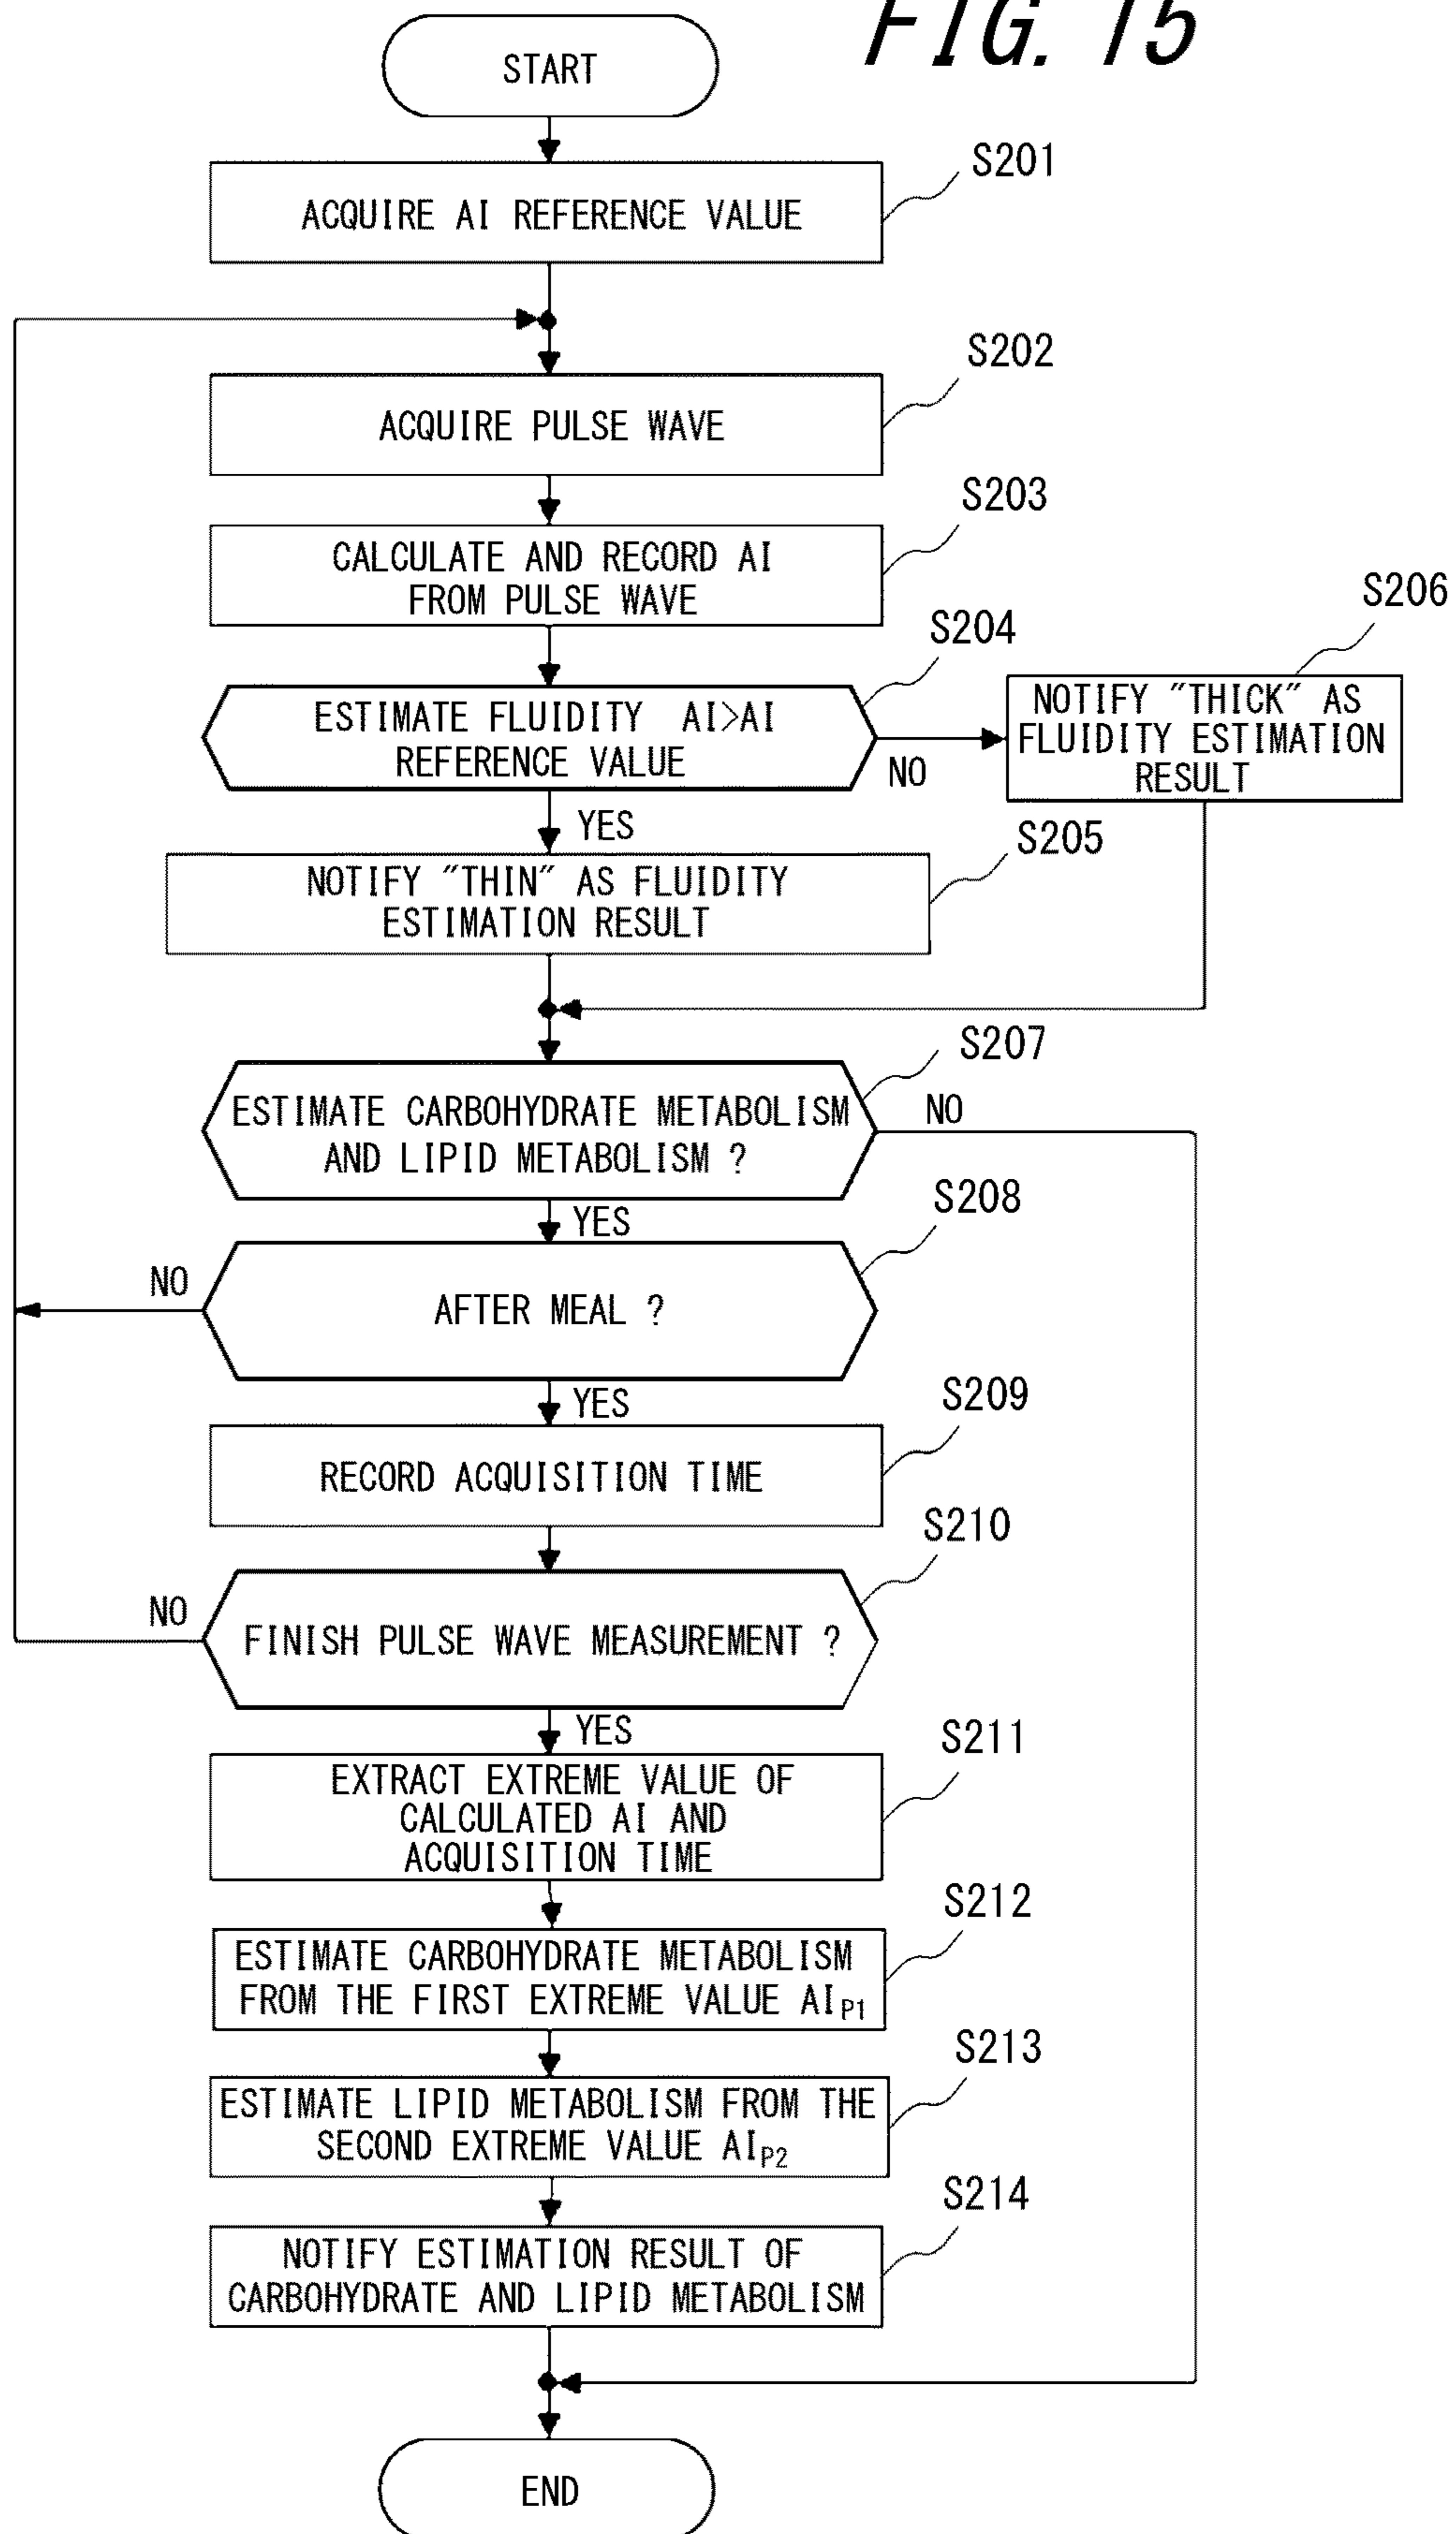 FIG. 15
START
S201
ACQUIRE AI REFERENCE VALUE
S202
ACQUIRE PULSE WAVE
S203
CALCULATE AND RECORD AI
FROM PULSE WAVE
S204
ESTIMATE FLUIDITY AI>AI
REFERENCE VALUE
NO
S206
NOTIFY "THICK" AS
FLUIDITY ESTIMATION
RESULT
YES
S205
NOTIFY "THIN" AS FLUIDITY
ESTIMATION RESULT
S207
ESTIMATE CARBOHYDRATE METABOLISM
AND LIPID METABOLISM ?
NO
YES
S208
AFTER MEAL ?
NO
YES
S209
RECORD ACQUISITION TIME
S210
FINISH PULSE WAVE MEASUREMENT ?
NO
YES
S211
EXTRACT EXTREME VALUE OF
CALCULATED AI AND
ACQUISITION TIME
S212
ESTIMATE CARBOHYDRATE METABOLISM
FROM THE FIRST EXTREME VALUE AIP1
S213
ESTIMATE LIPID METABOLISM FROM THE
SECOND EXTREME VALUE AIP2
S214
NOTIFY ESTIMATION RESULT OF
CARBOHYDRATE AND LIPID METABOLISM
END